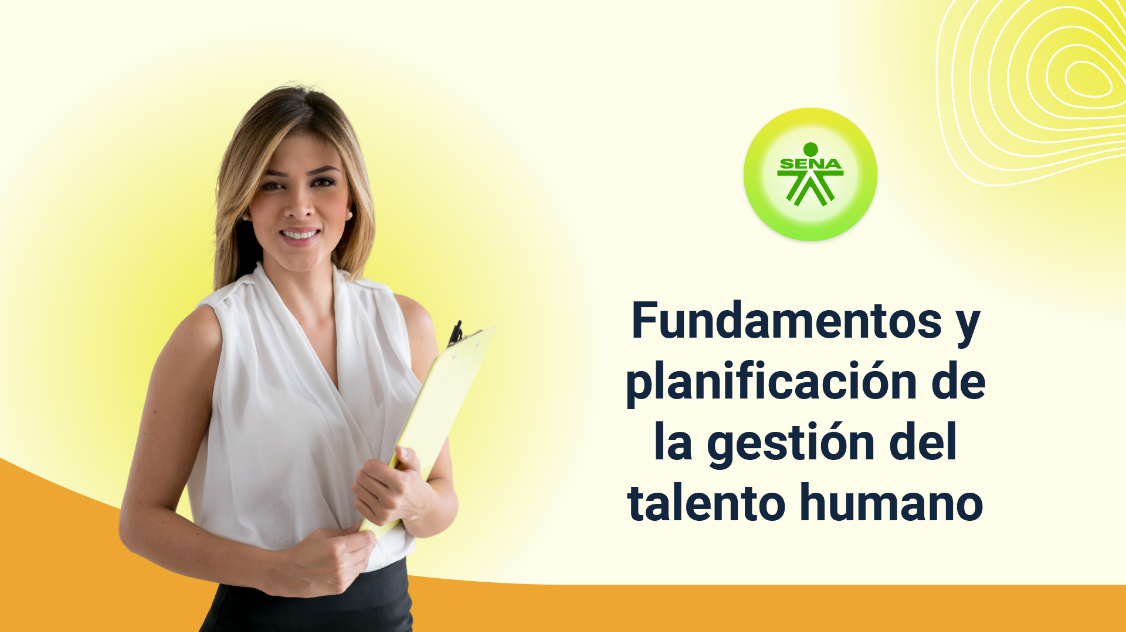 SENA
Fundamentos y
planificación de
la gestión del
talento humano